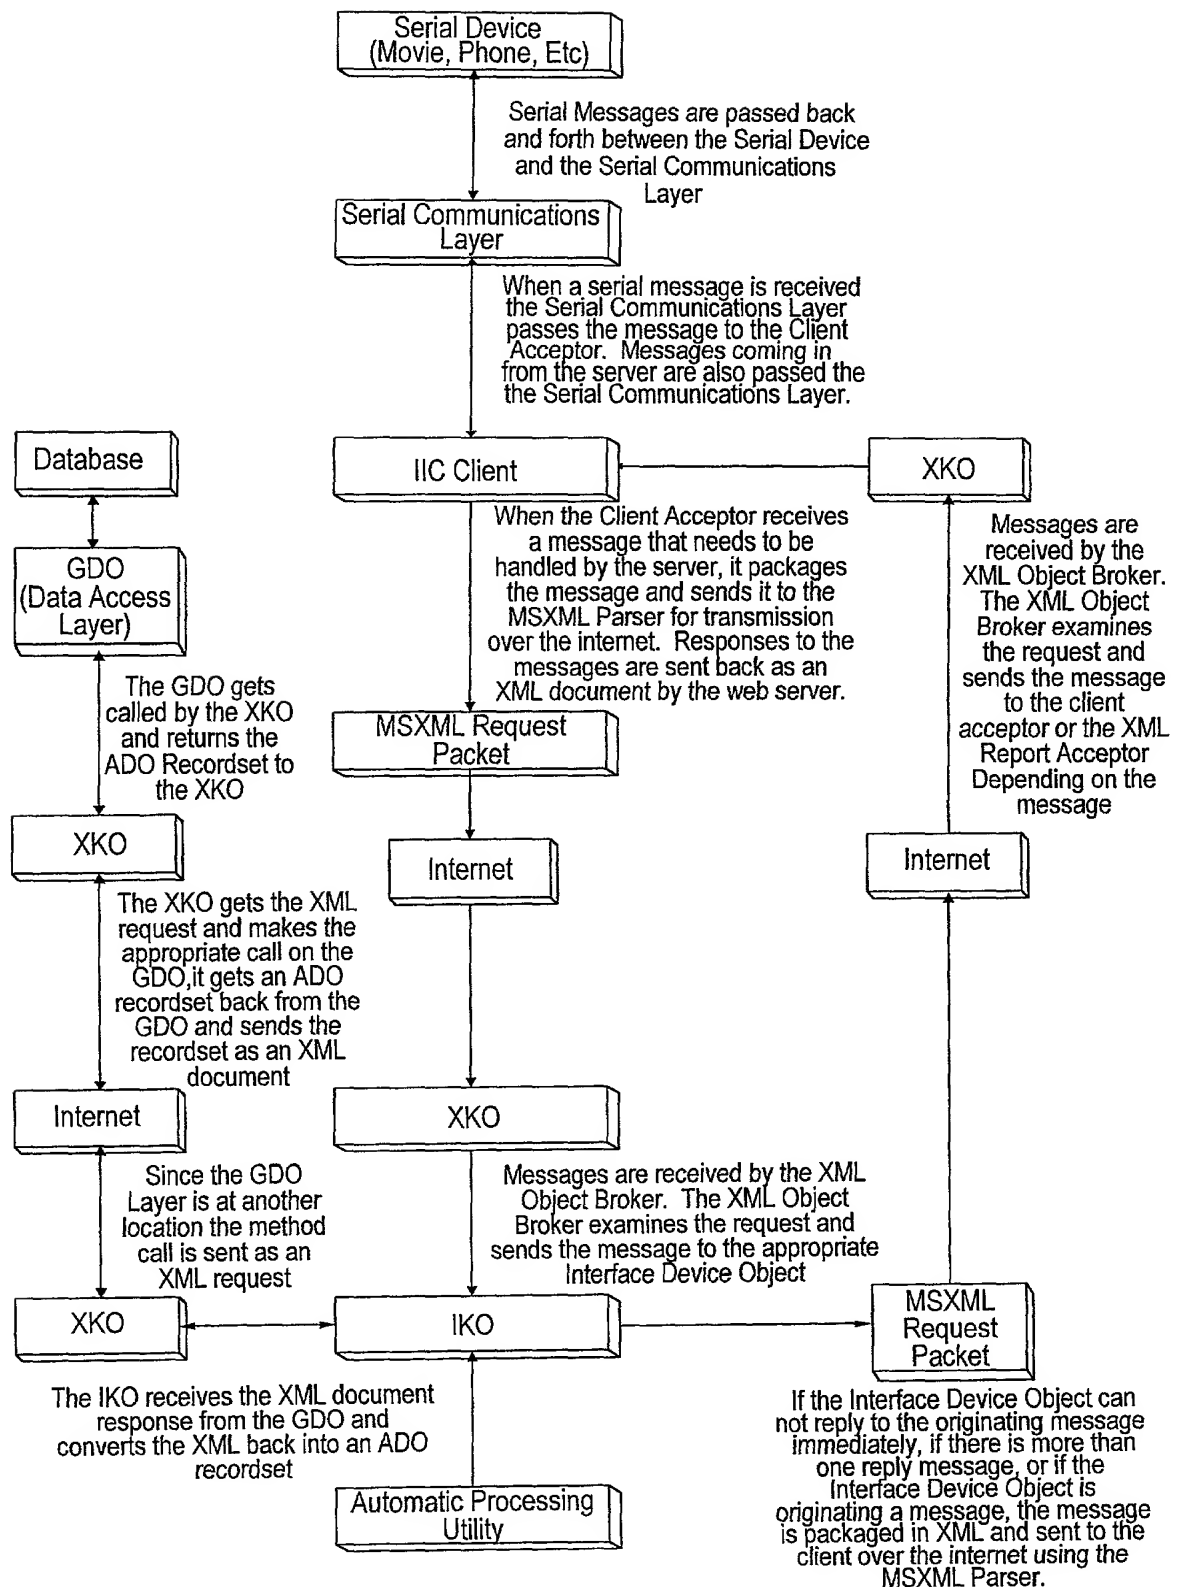 Serial Device
(Movie, Phone, Etc)
Serial Messages are passed back
and forth between the Serial Device
and the Serial Communications
Layer
Serial Communications
Layer
When a serial message is received
the Serial Communications Layer
passes the message to the Client
Acceptor. Messages coming in
from the server are also passed the
the Serial Communications Layer.
Database
IIC Client
XKO
GDO
(Data Access
Layer)
When the Client Acceptor receives
a message that needs to be
handled by the server, it packages
the message and sends it to the
MSXML Parser for transmission
over the internet. Responses to the
messages are sent back as an
XML document by the web server.
Messages are
received by the
XML Object Broker.
The XML Object
Broker examines
the request and
sends the message
to the client
acceptor or the XML
Report Acceptor
Depending on the
message
The GDO gets
called by the XKO
and returns the
ADO Recordset to
the XKO
MSXML Request
Packet
XKO
Internet
Internet
The XKO gets the XML
request and makes the
appropriate call on the
GDO,it gets an ADO
recordset back from the
GDO and sends the
recordset as an XML
document
Internet
XKO
Since the GDO
Layer is at another
location the method
call is sent as an
XML request
Messages are received by the XML
Object Broker. The XML Object
Broker examines the request and
sends the message to the appropriate
Interface Device Object
XKO
IKO
MSXML
Request
Packet
The IKO receives the XML document
response from the GDO and
converts the XML back into an ADO
recordset
If the Interface Device Object can
not reply to the originating message
immediately, if there is more than
one reply message, or if the
Interface Device Object is
originating a message, the message
is packaged in XML and sent to the
client over the internet using the
MSXML Parser.
Automatic Processing
Utility